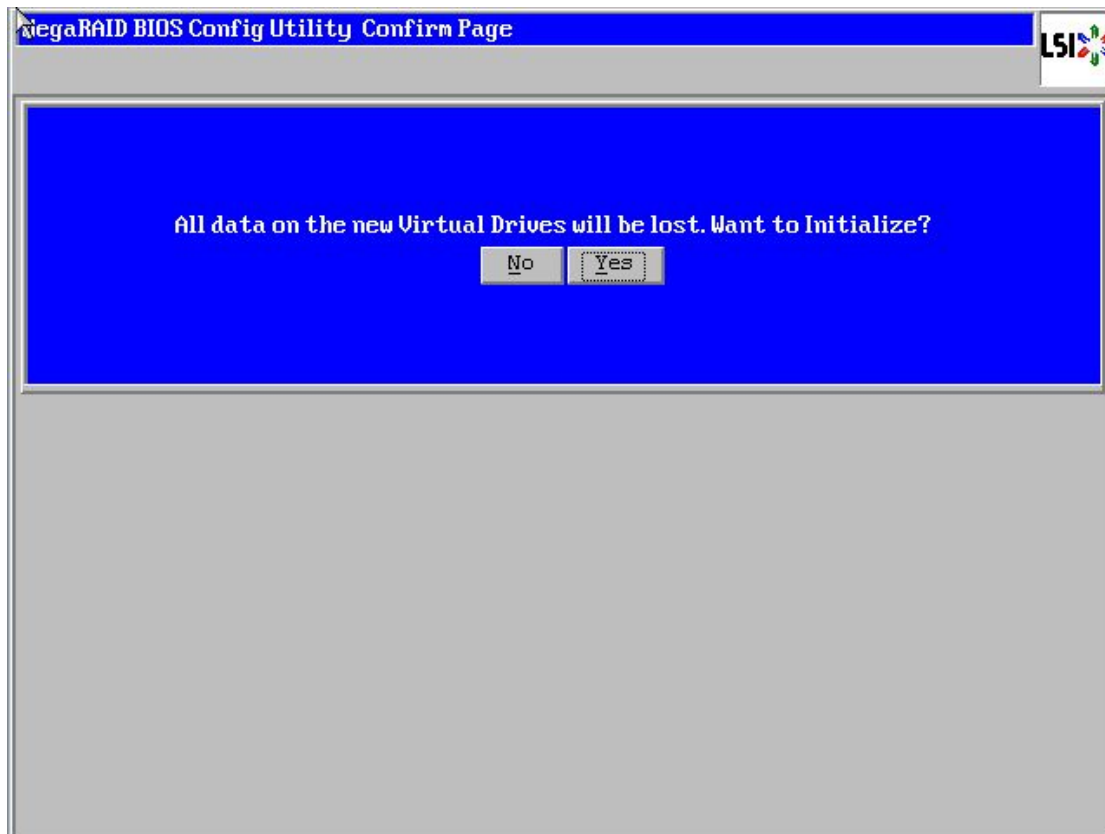 MegaRAID BIOS Config Utility Confirm Page
LSI
All data on the new Virtual Drives will be lost. Want to Initialize?
No
Yes